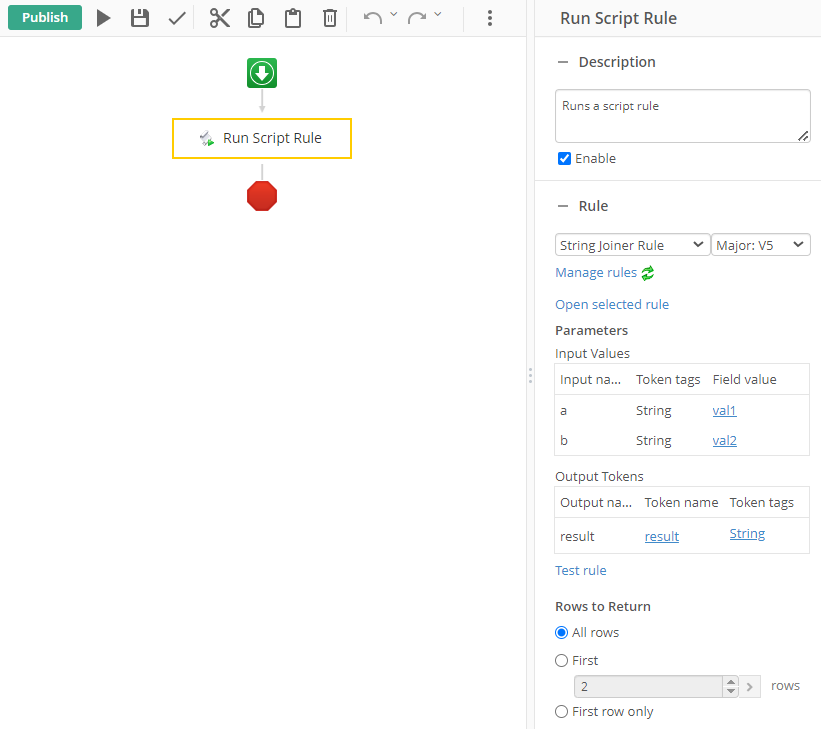 Publish
Run Script Rule
Run Script Rule
Description
Runs a script rule
Enable
Rule
String Joiner Rule Major: V5
Manage rules
Open selected rule
Parameters
Input Values
Input na... Token tags Field value
a String val1
b String val2
Output Tokens
Output na... Token name Token tags
result result String
Test rule
Rows to Return
All rows
First
2 rows
First row only